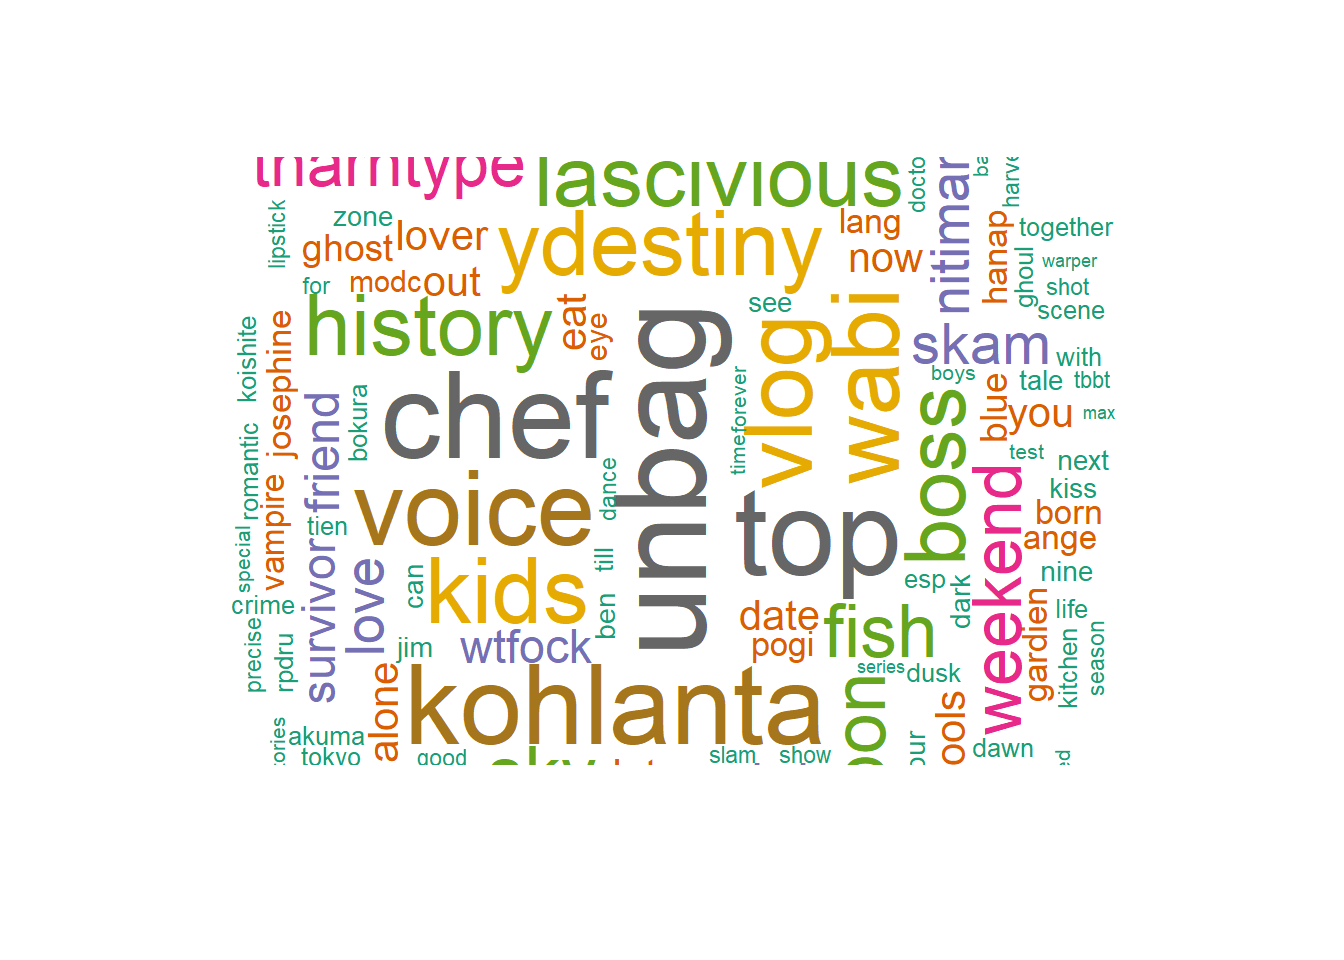 tharntype
lascivious
docto
nitimar
ba
harve
lipstick
zone
ghost
lover
ydestiny
lang
now
hanap
together
ghoul
warper
for
modc
out
shot
scene
history
eat
eye
see
unbag
vlog
wabi
skam
with
koishite
josephine
chef
bokura
friend
timeforever
boys
boss
blue
tale
tbbt
you
max
romantic
vampire
voice
dance
top
test
next
weekend
kiss
born
ange
special
tien
survivor
love
can
kids
till
ben
esp
dark
nine
crime
precise
rpdru
jim
wtfock
date
pogi
fish
series
dusk
gardien
life
kitchen
season
alone
kohlanta
oon
ools
our
dawn
ories
akuma
tokyo
good
sky
slam
show
ed